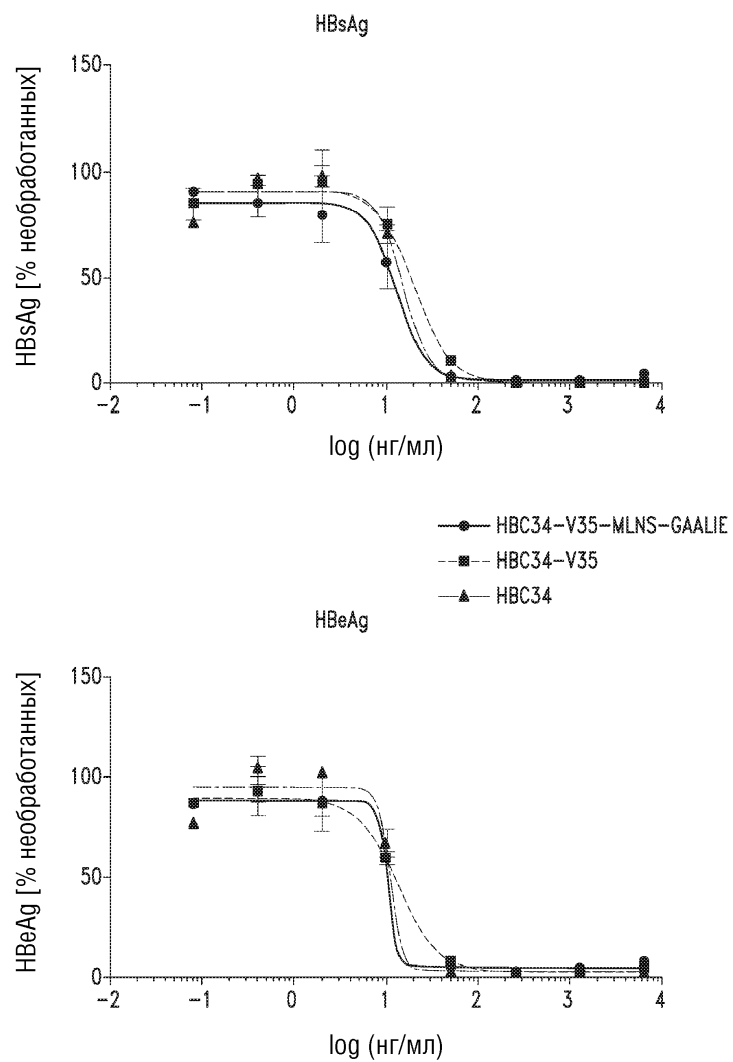 HBsAg
HBsAg [% необработанных]
150
100
50
0
-2 -1 0 1 2 3 4
log (нг/мл)
HBC34-V35-MLNS-GAALIE
HBC34-V35
HBC34
HBeAg
HBeAg [% необработанных]
150
100
50
0
-2 -1 0 1 2 3 4
log (нг/мл)